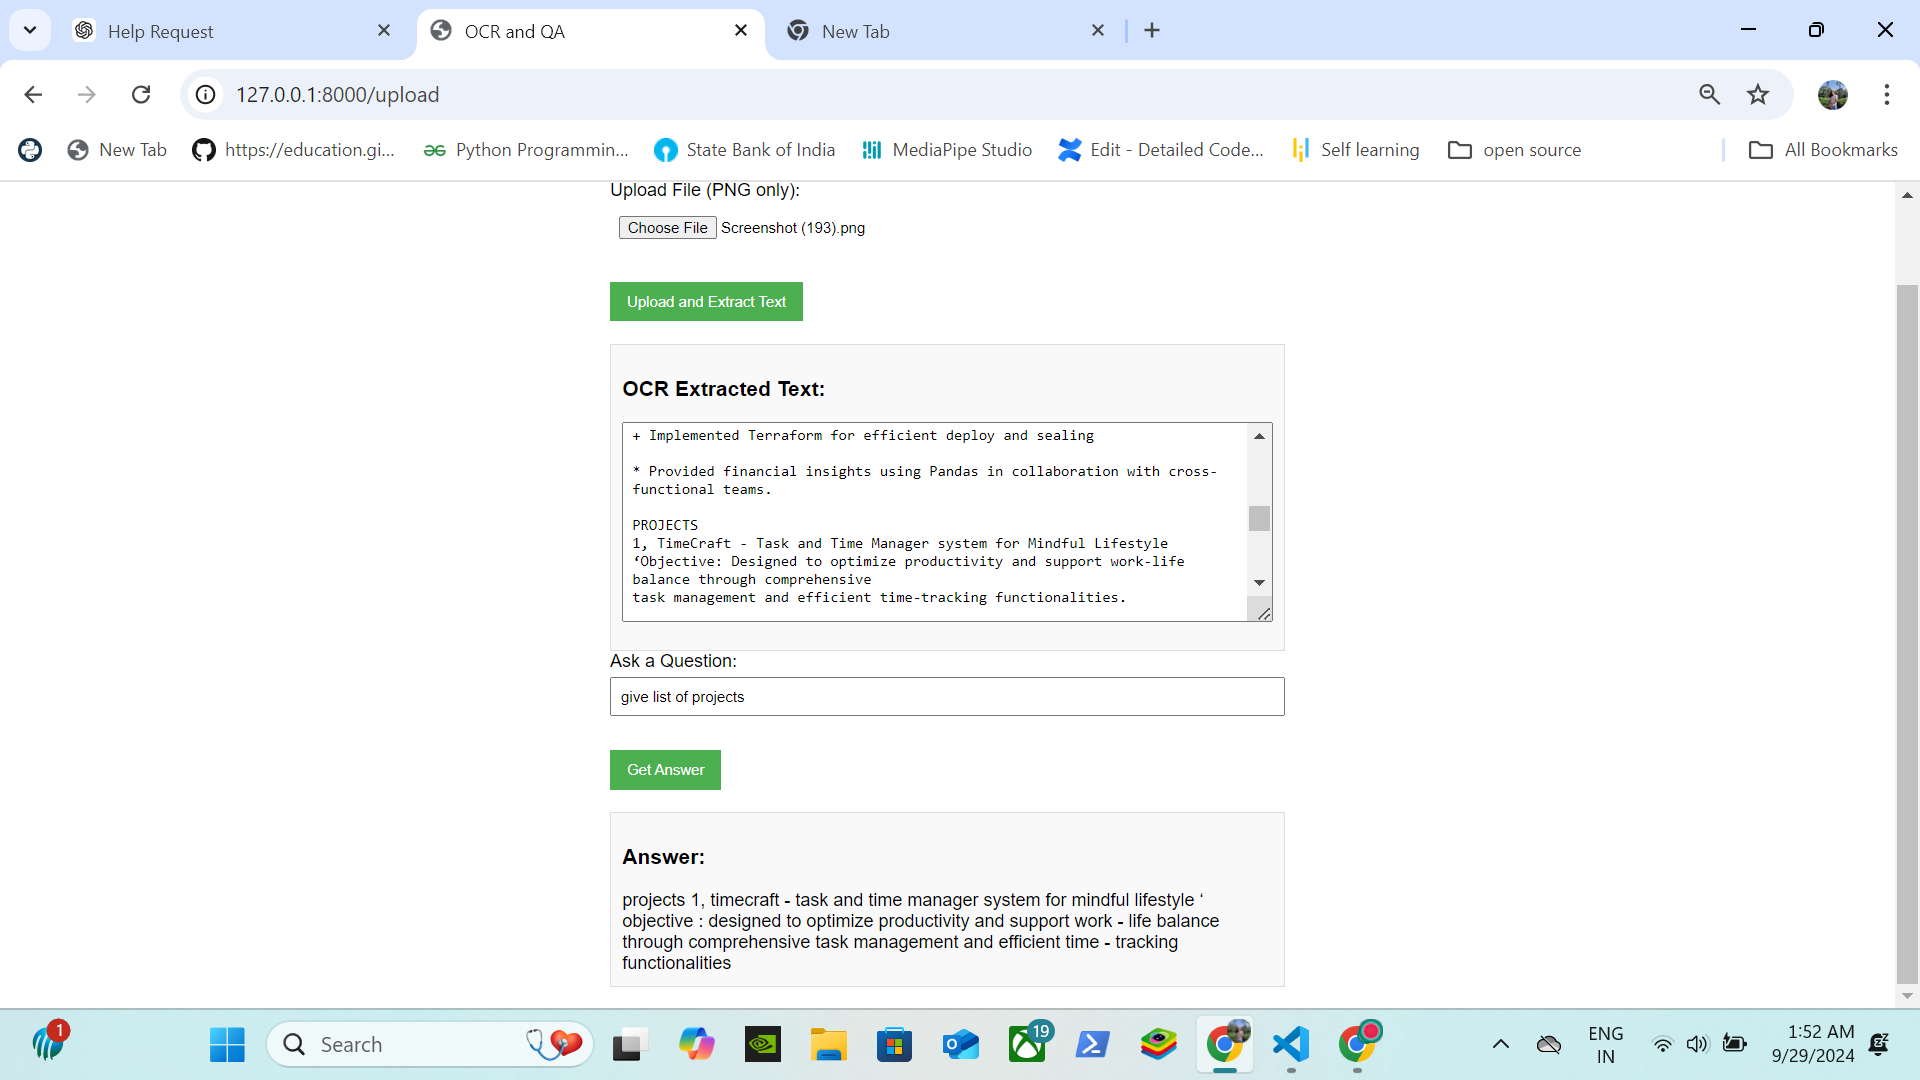 Help Request
OCR and QA
New Tab
127.0.0.1:8000/upload
New Tab
https://education.gi...
Python Programmin...
State Bank of India
MediaPipe Studio
Edit - Detailed Code...
Self learning
open source
All Bookmarks
Upload File (PNG only):
Choose File Screenshot (193).png
Upload and Extract Text
OCR Extracted Text:
+ Implemented Terraform for efficient deploy and sealing
* Provided financial insights using Pandas in collaboration with cross-
functional teams.
PROJECTS
1, TimeCraft - Task and Time Manager system for Mindful Lifestyle
‘Objective: Designed to optimize productivity and support work-life
balance through comprehensive
task management and efficient time-tracking functionalities.
Ask a Question:
give list of projects
Get Answer
Answer:
projects 1, timecraft - task and time manager system for mindful lifestyle ‘
objective : designed to optimize productivity and support work - life balance
through comprehensive task management and efficient time - tracking
functionalities
1
Search
19
ENG
IN
1:52 AM
9/29/2024